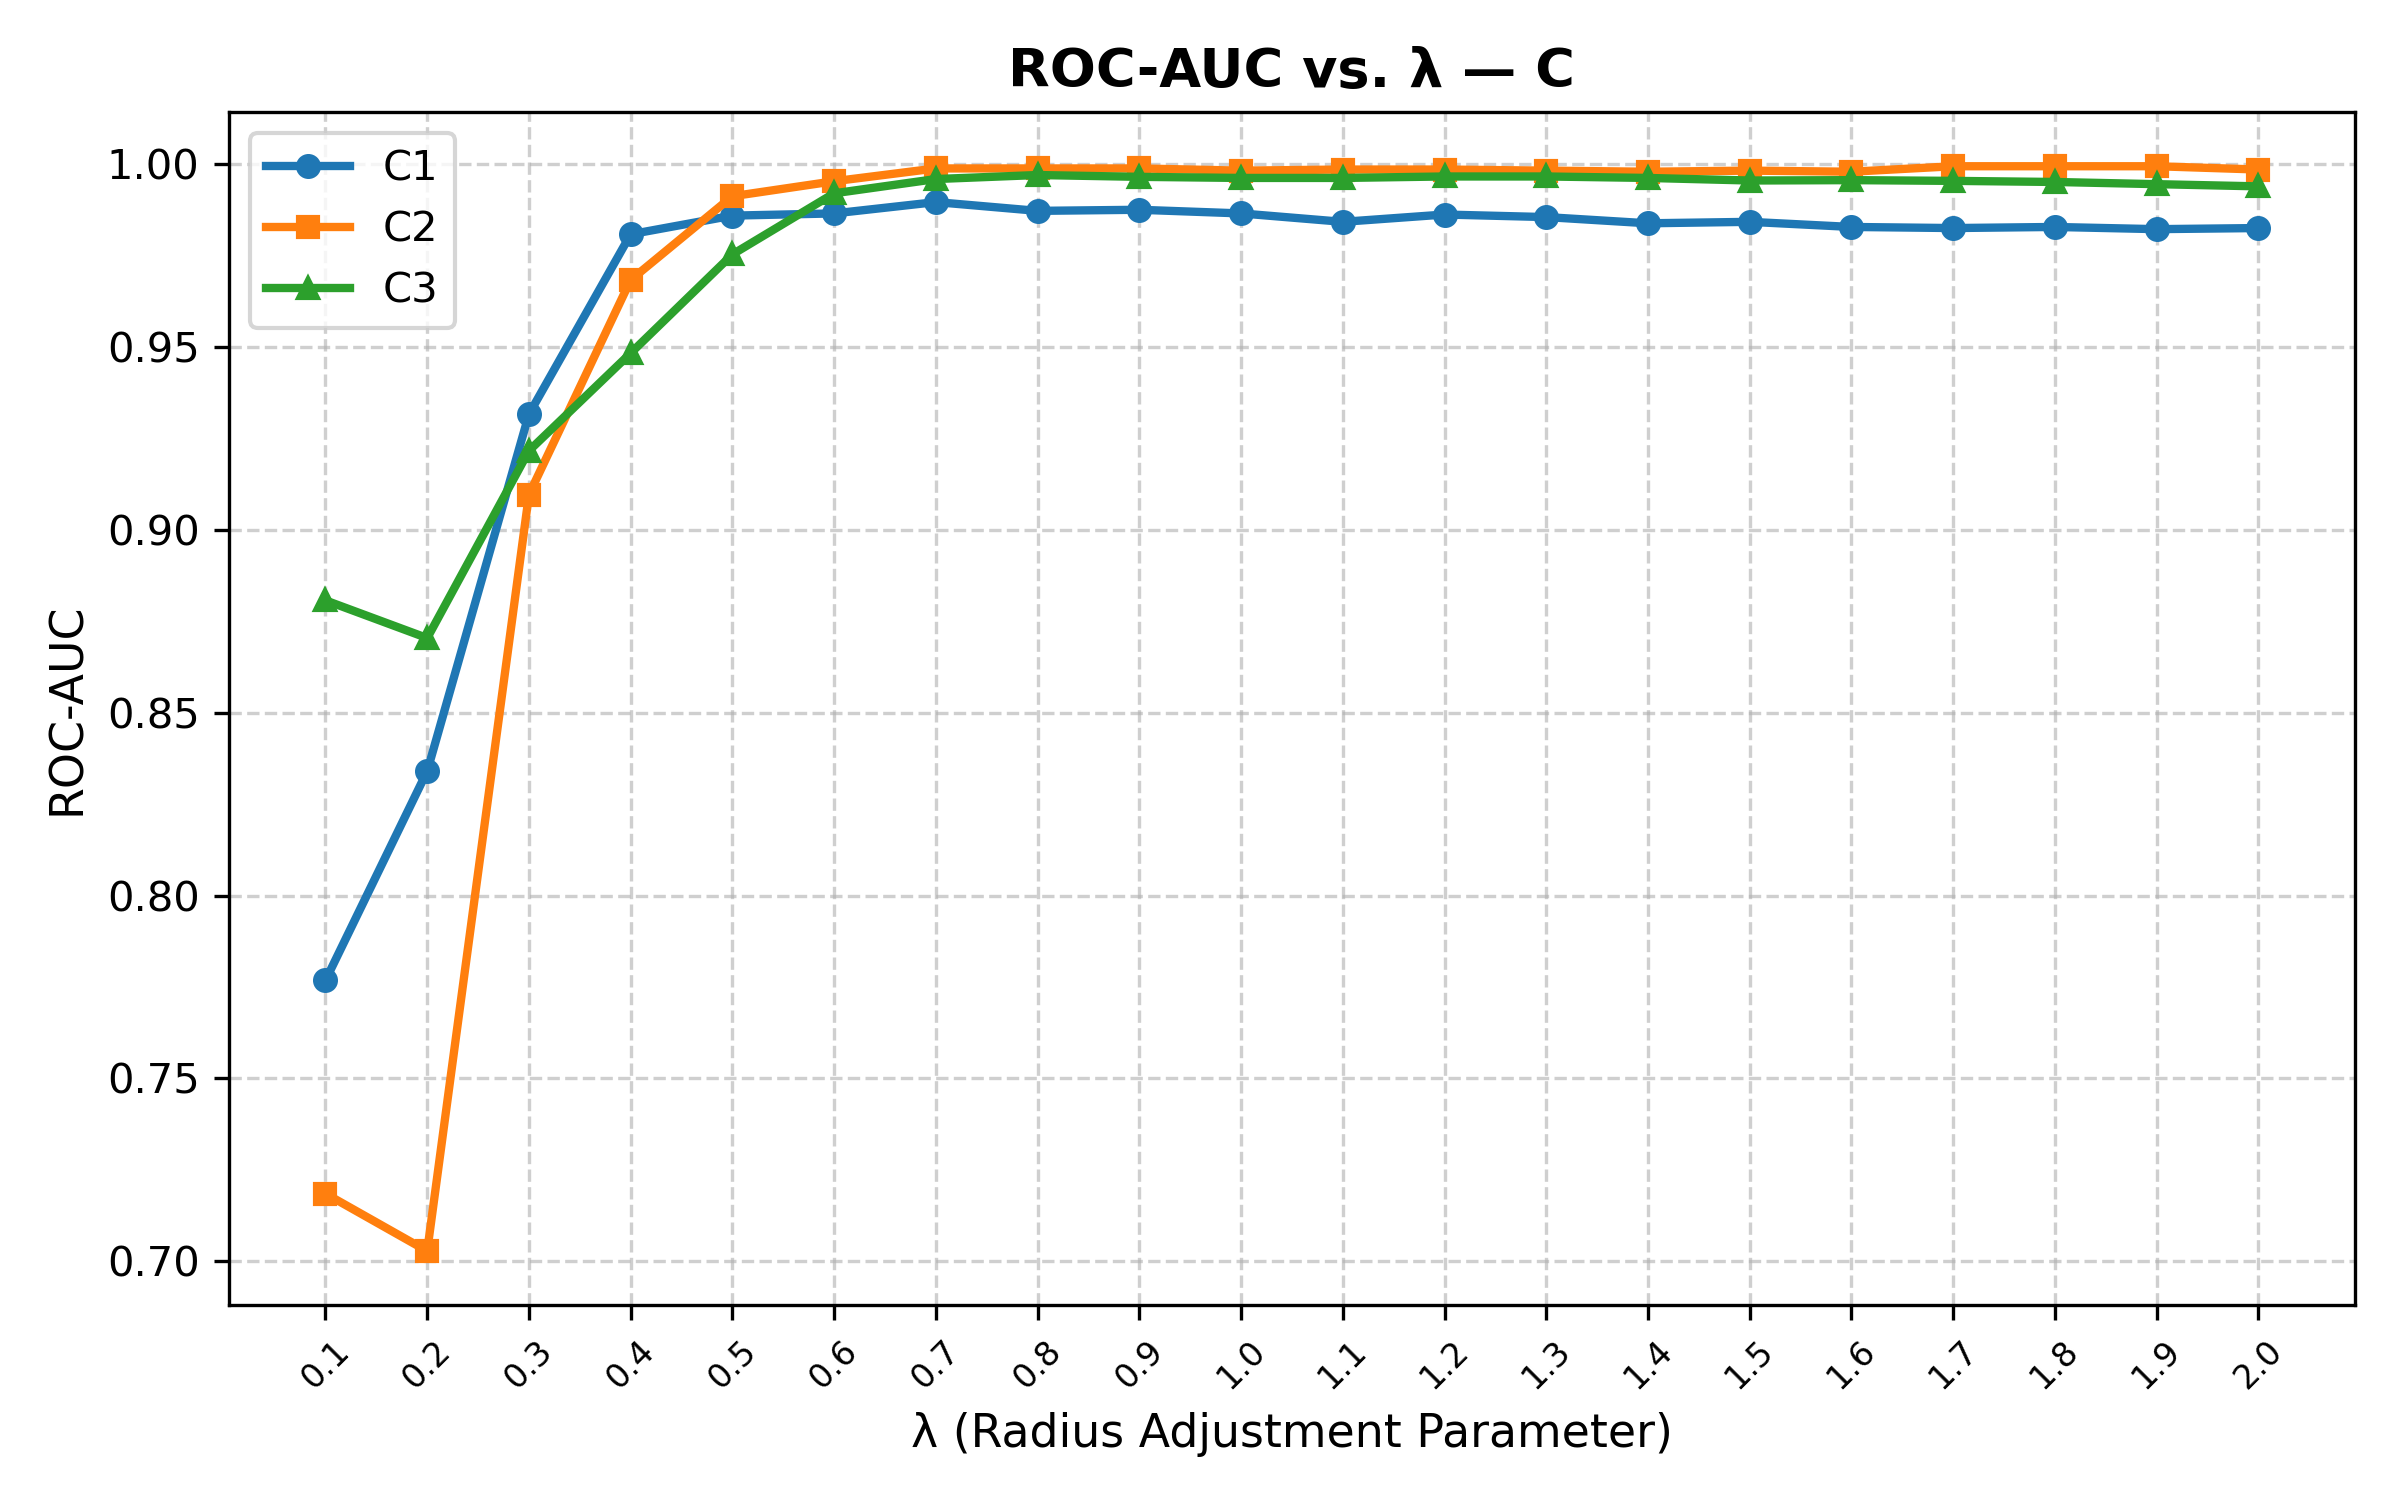 ROC-AUC vs. λ — C
C1
C2
C3
1.00
0.95
0.90
0.85
0.80
0.75
0.70
ROC-AUC
0.1 0.2 0.3 0.4 0.5 0.6 0.7 0.8 0.9 1.0 1.1 1.2 1.3 1.4 1.5 1.6 1.7 1.8 1.9 2.0
λ (Radius Adjustment Parameter)